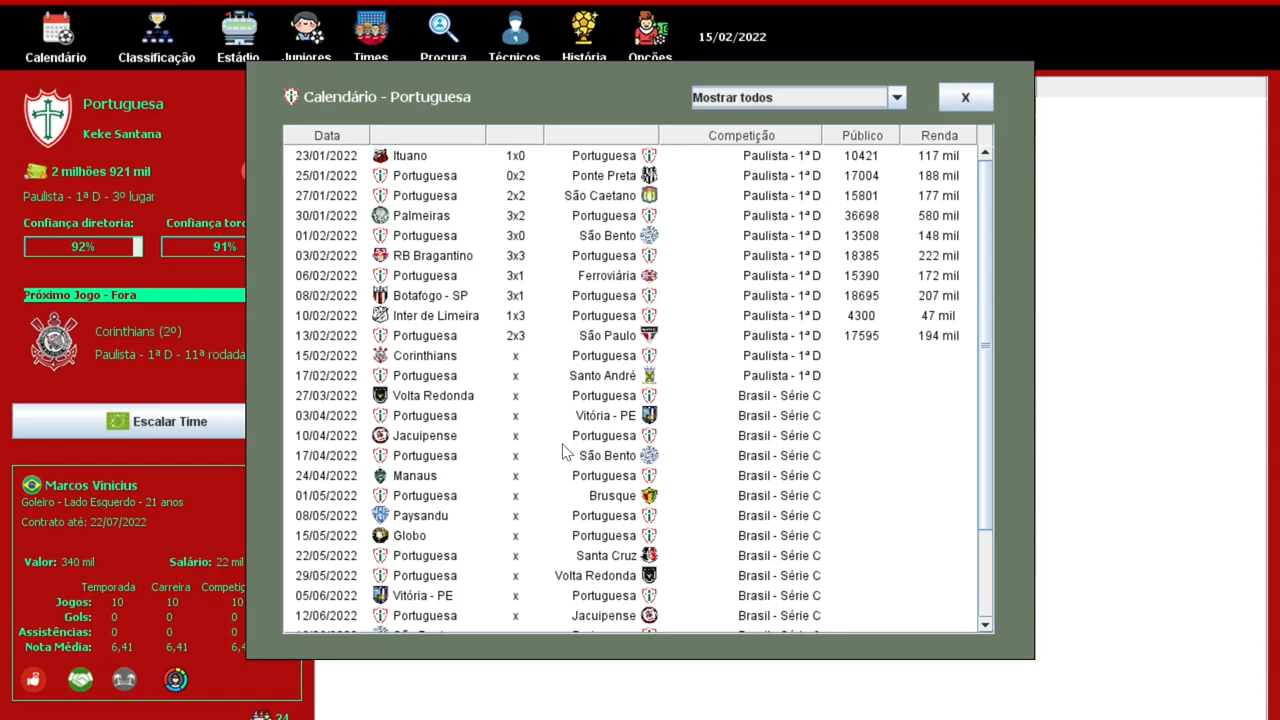 15/02/2022
Calendário Classificação Estádio Juniores Times Procura Técnicos História Opções
Portuguesa
Keke Santana
2 milhões 921 mil
Paulista - 1ª D - 3º lugar
Confiança diretoria: Confiança torc
92% 91%
Próximo Jogo - Fora
Corinthians (2º)
Paulista - 1ª D - 11ª rodada
Escalar Time
Marcos Vinicius
Goleiro - Lado Esquerdo - 21 anos
Contrato até: 22/07/2022
Valor: 340 mil Salário: 22 mil
Temporada Carreira Competiç
Jogos: 10 10 10
Gols: 0 0 0
Assistências: 0 0 0
Nota Média: 6,41 6,41 6,4
24
Calendário - Portuguesa Mostrar todos X
Data Competição Público Renda
23/01/2022 Ituano 1x0 Portuguesa Paulista - 1ª D 10421 117 mil
25/01/2022 Portuguesa 0x2 Ponte Preta Paulista - 1ª D 17004 188 mil
27/01/2022 Portuguesa 2x2 São Caetano Paulista - 1ª D 15801 177 mil
30/01/2022 Palmeiras 3x2 Portuguesa Paulista - 1ª D 36698 580 mil
01/02/2022 Portuguesa 3x0 São Bento Paulista - 1ª D 13508 148 mil
03/02/2022 RB Bragantino 3x3 Portuguesa Paulista - 1ª D 18385 222 mil
06/02/2022 Portuguesa 3x1 Ferroviária Paulista - 1ª D 15390 172 mil
08/02/2022 Botafogo - SP 3x1 Portuguesa Paulista - 1ª D 18695 207 mil
10/02/2022 Inter de Limeira 1x3 Portuguesa Paulista - 1ª D 4300 47 mil
13/02/2022 Portuguesa 2x3 São Paulo Paulista - 1ª D 17595 194 mil
15/02/2022 Corinthians x Portuguesa Paulista - 1ª D
17/02/2022 Portuguesa x Santo André Paulista - 1ª D
27/03/2022 Volta Redonda x Portuguesa Brasil - Série C
03/04/2022 Portuguesa x Vitória - PE Brasil - Série C
10/04/2022 Jacuipense x Portuguesa Brasil - Série C
17/04/2022 Portuguesa x São Bento Brasil - Série C
24/04/2022 Manaus x Portuguesa Brasil - Série C
01/05/2022 Portuguesa x Brusque Brasil - Série C
08/05/2022 Paysandu x Portuguesa Brasil - Série C
15/05/2022 Globo x Portuguesa Brasil - Série C
22/05/2022 Portuguesa x Santa Cruz Brasil - Série C
29/05/2022 Portuguesa x Volta Redonda Brasil - Série C
05/06/2022 Vitória - PE x Portuguesa Brasil - Série C
12/06/2022 Portuguesa x Jacuipense Brasil - Série C